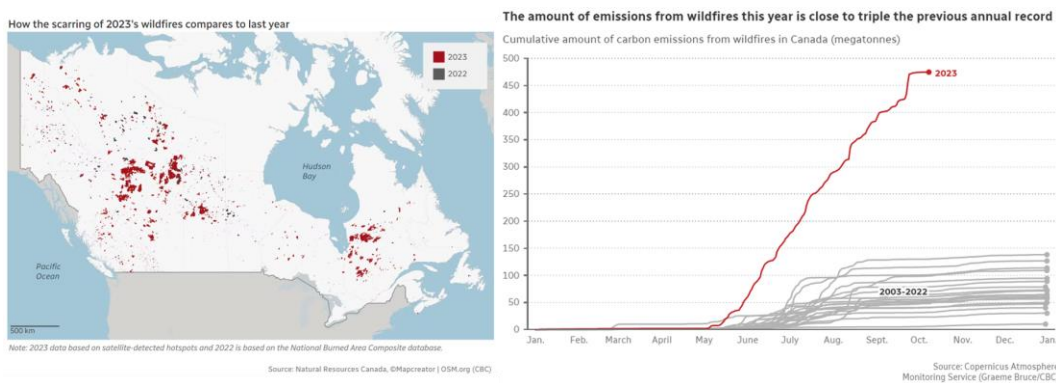 How the scarring of 2023's wildfires compares to last year
2023
2022
Hudson
Bay
Pacific
Ocean
500 km
Note: 2023 data based on satellite-detected hotspots and 2022 is based on the National Burned Area Composite database.
Source: Natural Resources Canada, ©Mapcreator | OSM.org (CBC)
The amount of emissions from wildfires this year is close to triple the previous annual record
Cumulative amount of carbon emissions from wildfires in Canada (megatonnes)
500
450
400
350
300
250
200
150
100
50
0
2023
2003-2022
Jan. Feb. March April May June July Aug. Sept. Oct. Nov. Dec. Jan
Source: Copernicus Atmospher
Monitoring Service (Graeme Bruce/CBC